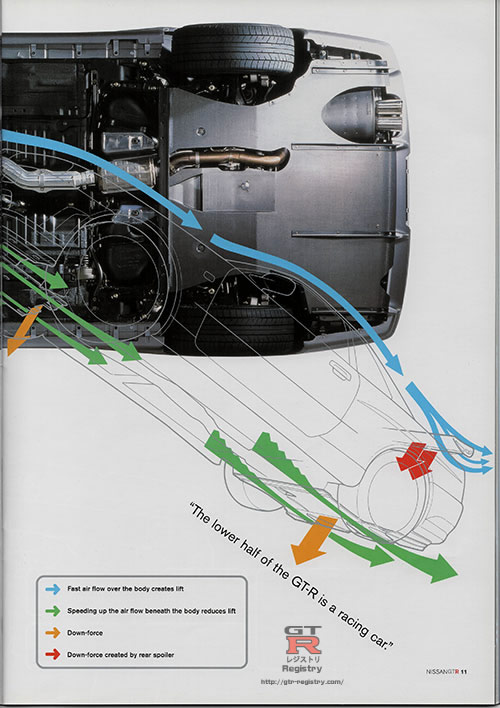 "The lower half of the GT-R is a racing car."
Fast air flow over the body creates lift
Speeding up the air flow beneath the body reduces lift
Down-force
Down-force created by rear spoiler
GT
R
レジストリ
Registry
http://gtr-registry.com/
NISSANGTR 11